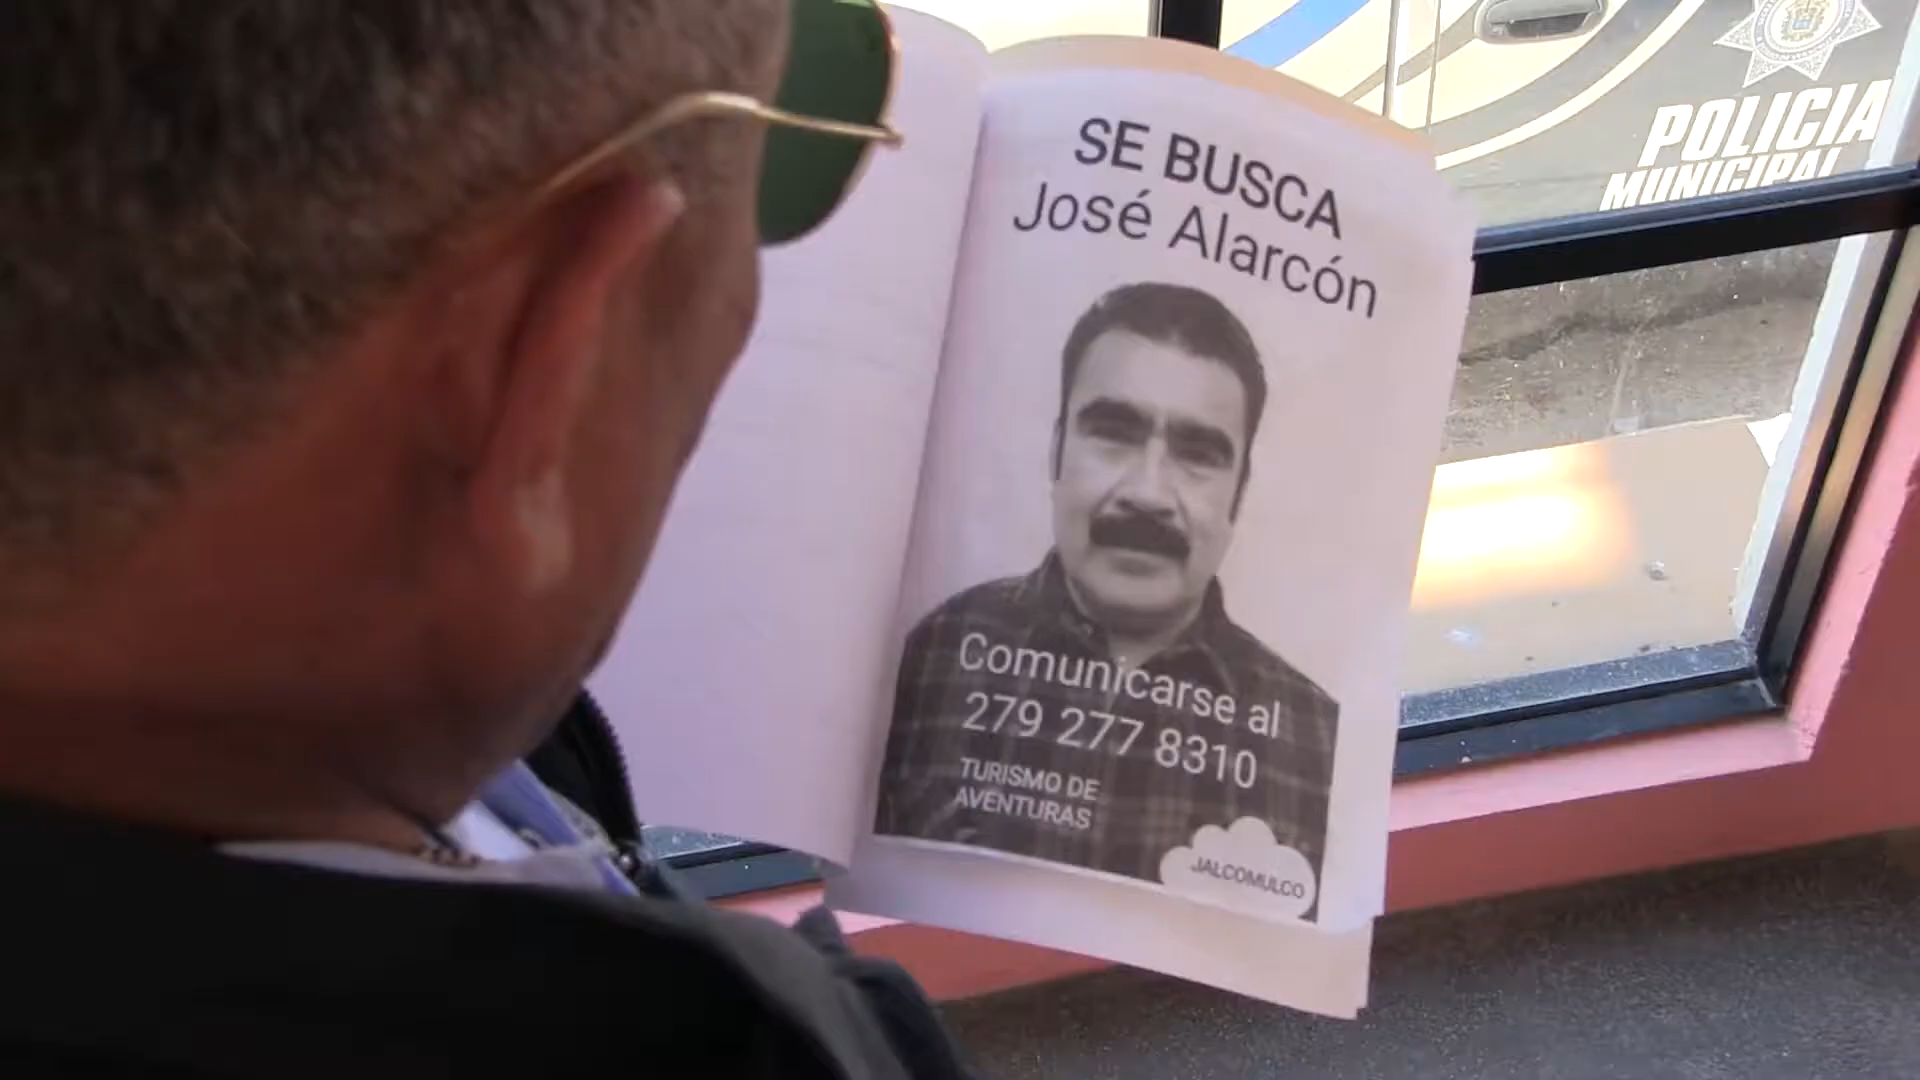 SE BUSCA
José Alarcón
Comunicarse al
279 277 8310
TURISMO DE
AVENTURAS
JALCOMULCO
POLICIA
MUNICIPAL